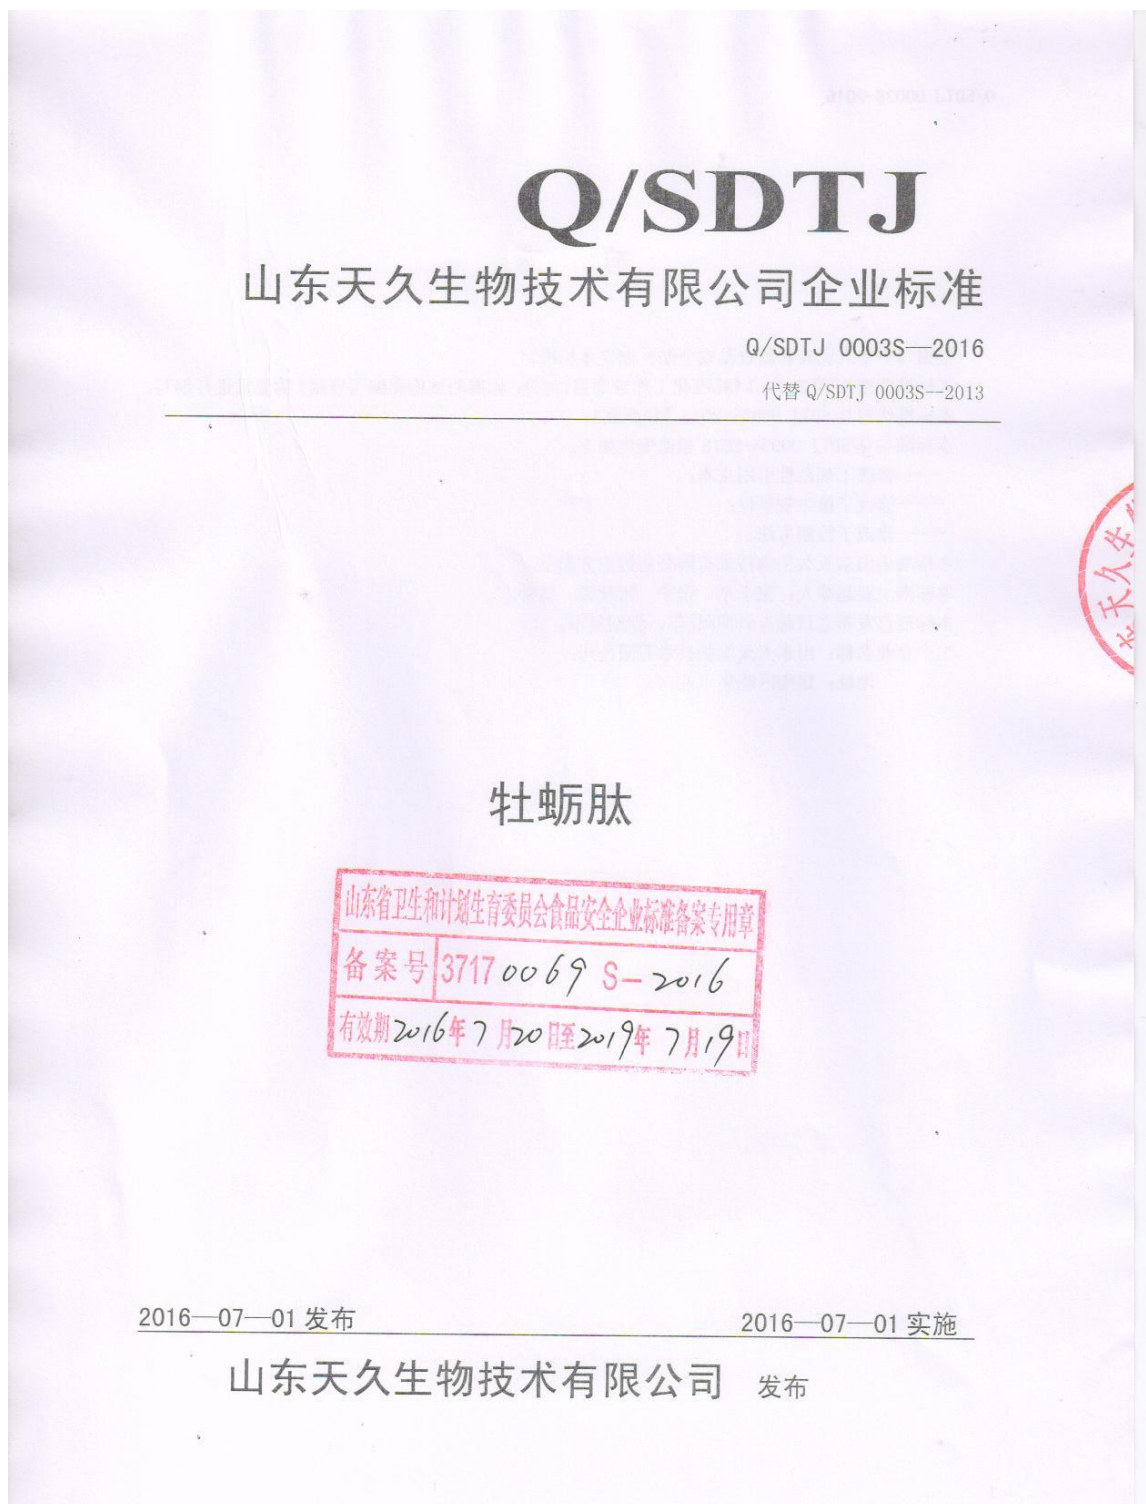 Q/SDTJ
山东天久生物技术有限公司企业标准
Q/SDTJ 0003S—2016
代替 Q/SDTJ 0003S—2013
天久生
牡蛎肽
山东省卫生和计划生育委员会食品安全企业标准备案专用章
备案号 3717 0069 S-2016
有效期2016年7月20日至2019年7月19日
2016—07—01 发布
2016—07—01 实施
山东天久生物技术有限公司 发布